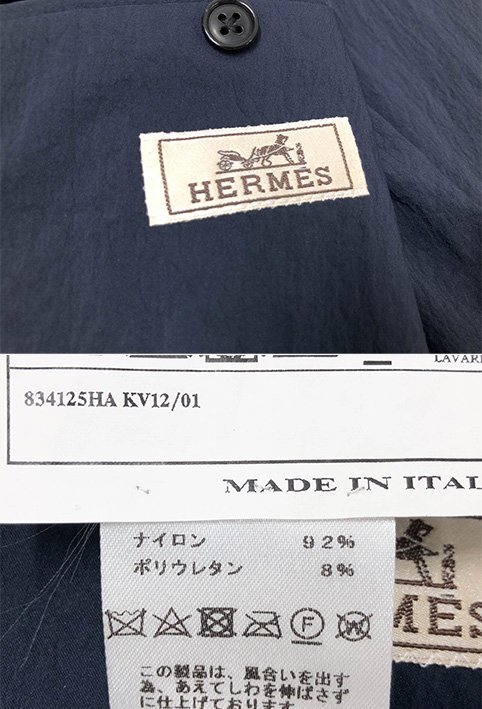 HERMES
LAVARE
834125HA KV12/01
MADE IN ITAL
ナイロン 92%
ポリウレタン 8%
F W
MES
この製品は、風合いを出す
為、あえてしわを伸ばさず
に仕上げております。